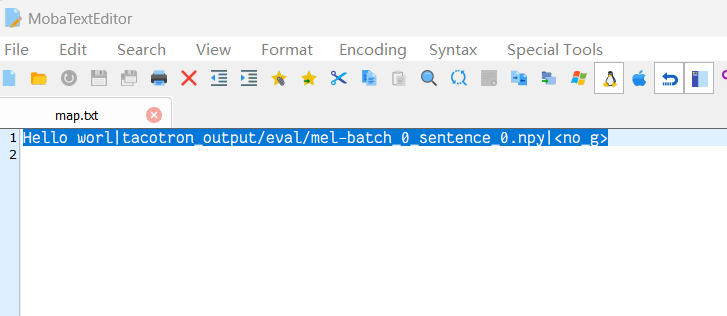 MobaTextEditor
File Edit Search View Format Encoding Syntax Special Tools
map.txt
1 Hello worl|tacotron_output/eval/mel-batch_0_sentence_0.npy|<no_g>
2